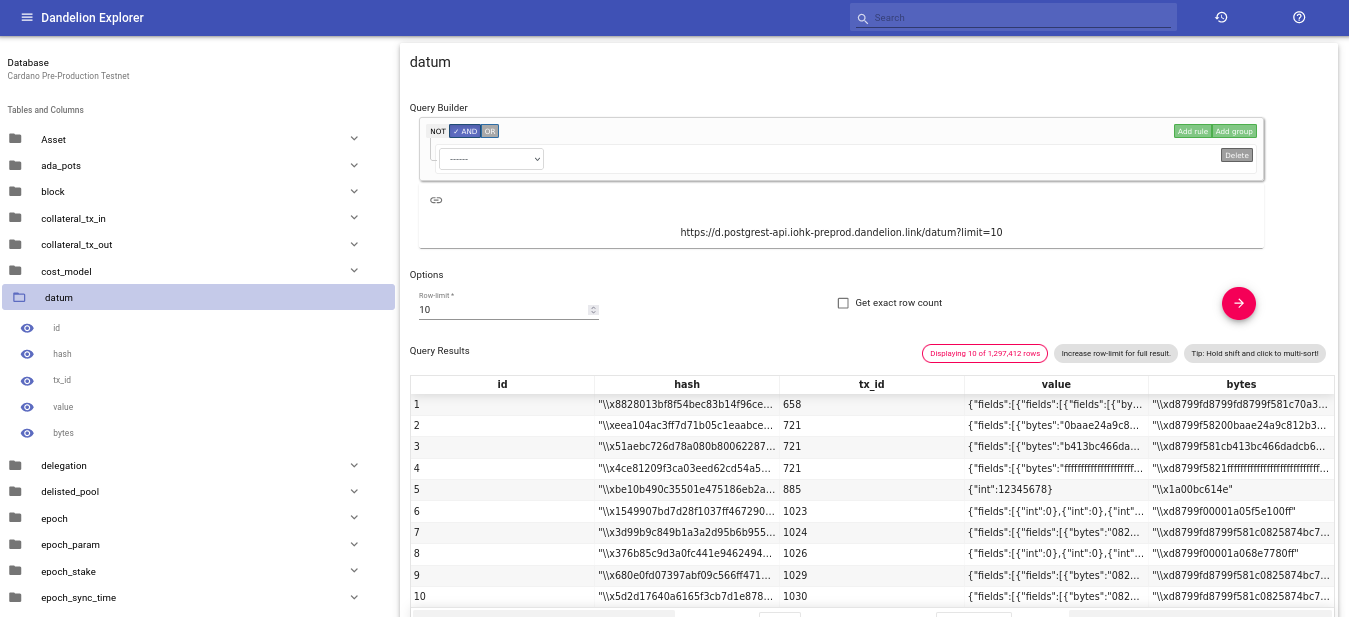 Dandelion Explorer
Search
Database
Cardano Pre-Production Testnet
Tables and Columns
Asset
ada_pots
block
collateral_tx_in
collateral_tx_out
cost_model
datum
id
hash
tx_id
value
bytes
delegation
delisted_pool
epoch
epoch_param
epoch_stake
epoch_sync_time
datum
Query Builder
NOT ✓ AND OR Add rule Add group
------ Delete
https://d.postgrest-api.iohk-preprod.dandelion.link/datum?limit=10
Options
Row-limit *
10 Get exact row count
Query Results Displaying 10 of 1,297,412 rows Increase row-limit for full result. Tip: Hold shift and click to multi-sort!
id hash tx_id value bytes
1 "\\x8828013bf8f54bec83b14f96ce... 658 {"fields":[{"fields":[{"fields":[{"by... "\\xd8799fd8799fd8799f581c70a3...
2 "\\xeea104ac3ff7d71b05c1eaabce... 721 {"fields":[{"bytes":"0baae24a9c8... "\\xd8799f58200baae24a9c812b3...
3 "\\x51aebc726d78a080b80062287... 721 {"fields":[{"bytes":"b413bc466da... "\\xd8799f581cb413bc466dadcb6...
4 "\\x4ce81209f3ca03eed62cd54a5... 721 {"fields":[{"bytes":"ffffffffffffffffffffff... "\\xd8799f5821ffffffffffffffffffffffffffff...
5 "\\xbe10b490c35501e475186eb2a... 885 {"int":12345678} "\\x1a00bc614e"
6 "\\x1549907bd7d28f1037ff467290... 1023 {"fields":[{"int":0},{"int":0},{"int"... "\\xd8799f00001a05f5e100ff"
7 "\\x3d99b9c849b1a3a2d95b6b955... 1024 {"fields":[{"fields":[{"bytes":"082... "\\xd8799fd8799f581c0825874bc7...
8 "\\x376b85c9d3a0fc441e9462494... 1026 {"fields":[{"int":0},{"int":0},{"int"... "\\xd8799f00001a068e7780ff"
9 "\\x680e0fd07397abf09c566ff471... 1029 {"fields":[{"fields":[{"bytes":"082... "\\xd8799fd8799f581c0825874bc7...
10 "\\x5d2d17640a6165f3cb7d1e878... 1030 {"fields":[{"fields":[{"bytes":"082... "\\xd8799fd8799f581c0825874bc7...